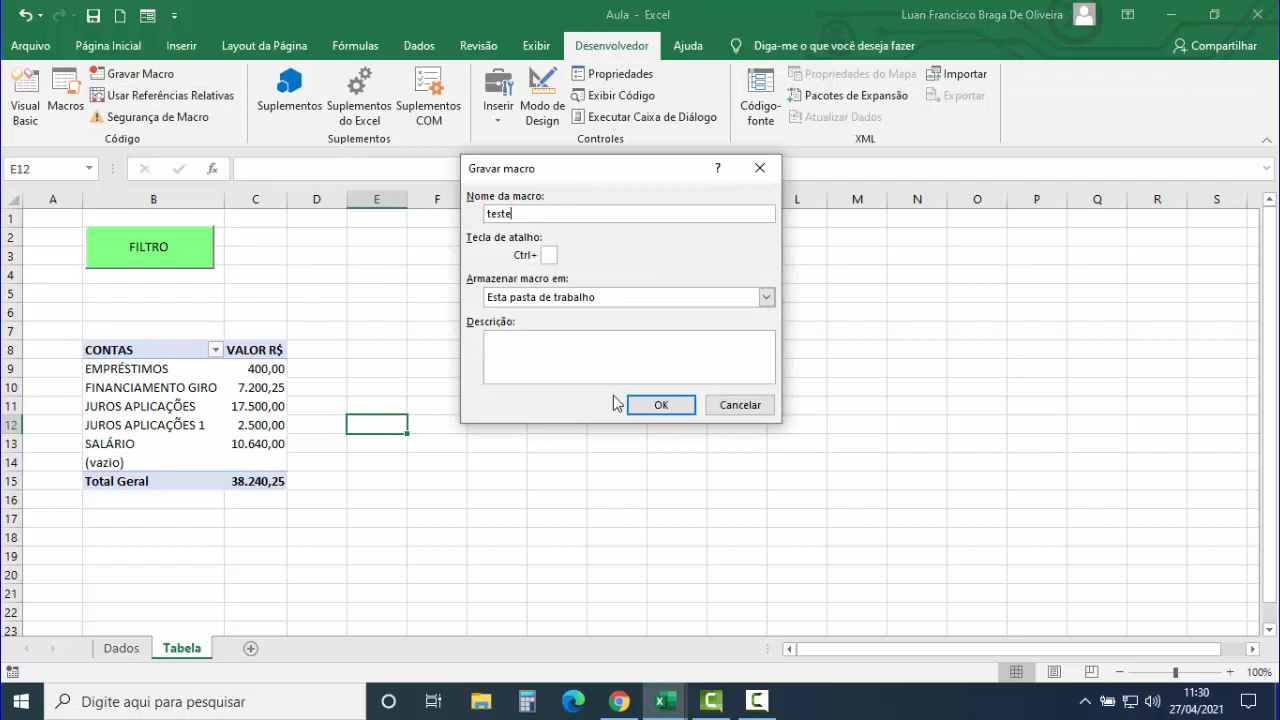 Aula - Excel
Luan Francisco Braga De Oliveira
Arquivo Página Inicial Inserir Layout da Página Fórmulas Dados Revisão Exibir Desenvolvedor Ajuda Diga-me o que você deseja fazer Compartilhar
Visual Basic
Macros
Gravar Macro
Usar Referências Relativas
Segurança de Macro
Código
Suplementos
Suplementos do Excel
Suplementos COM
Suplementos
Inserir
Modo de Design
Propriedades
Exibir Código
Executar Caixa de Diálogo
Controles
Código-fonte
Propriedades do Mapa
Pacotes de Expansão
Atualizar Dados
Importar
Exportar
XML
E12
fx
A B C D E F L M N O P Q R S
1
2
3
4
5
6
7
8
9
10
11
12
13
14
15
16
17
18
19
20
21
22
23
FILTRO
CONTAS VALOR R$
EMPRÉSTIMOS 400,00
FINANCIAMENTO GIRO 7.200,25
JUROS APLICAÇÕES 17.500,00
JUROS APLICAÇÕES 1 2.500,00
SALÁRIO 10.640,00
(vazio)
Total Geral 38.240,25
Gravar macro ?
Nome da macro:
teste
Tecla de atalho:
Ctrl+
Armazenar macro em:
Esta pasta de trabalho
Descrição:
OK Cancelar
Dados Tabela
100%
Digite aqui para pesquisar
11:30
27/04/2021